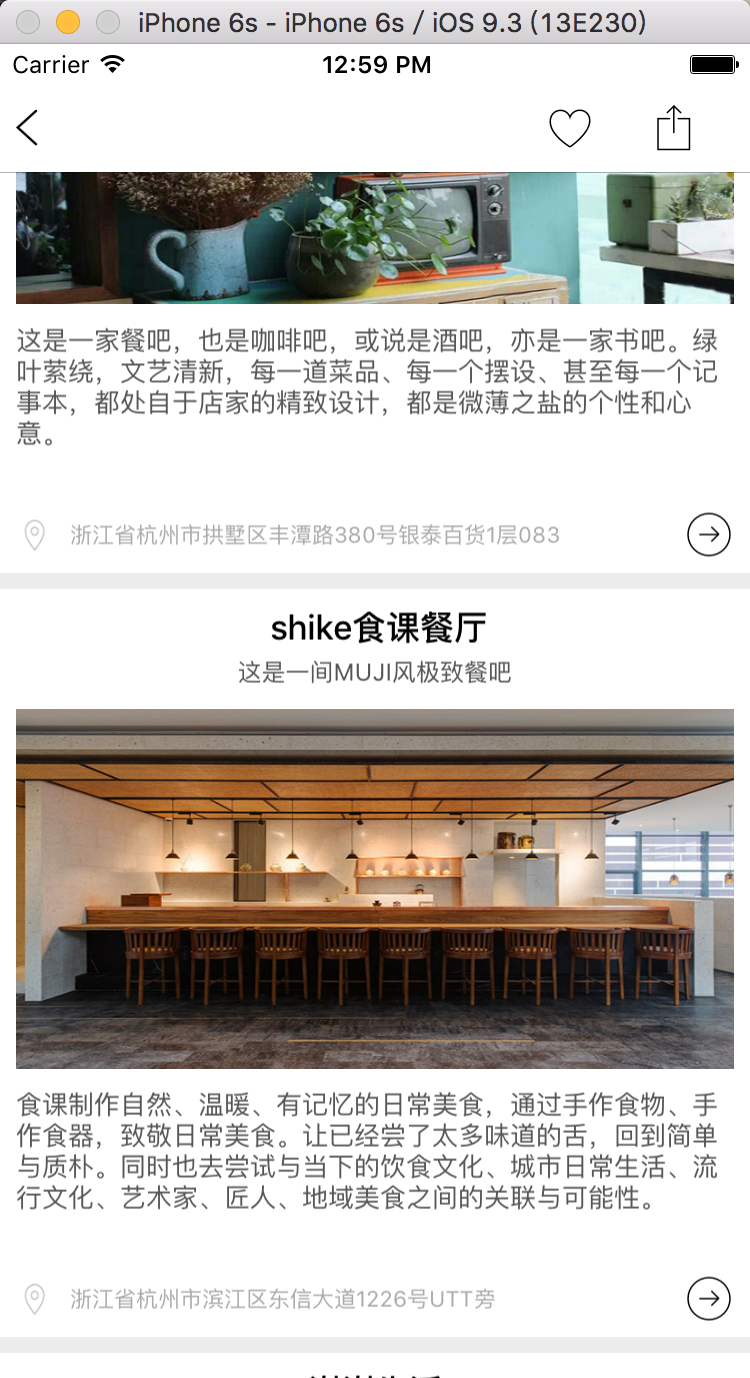 iPhone 6s - iPhone 6s / iOS 9.3 (13E230)
Carrier 12:59 PM
这是一家餐吧，也是咖啡吧，或说是酒吧，亦是一家书吧。绿
叶萦绕，文艺清新，每一道菜品、每一个摆设、甚至每一个记
事本，都处自于店家的精致设计，都是微薄之盐的个性和心
意。
浙江省杭州市拱墅区丰潭路380号银泰百货1层083
shike食课餐厅
这是一间MUJI风极致餐吧
食课制作自然、温暖、有记忆的日常美食，通过手作食物、手
作食器，致敬日常美食。让已经尝了太多味道的舌，回到简单
与质朴。同时也去尝试与当下的饮食文化、城市日常生活、流
行文化、艺术家、匠人、地域美食之间的关联与可能性。
浙江省杭州市滨江区东信大道1226号UTT旁